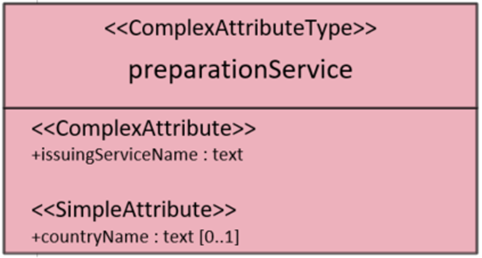 <<ComplexAttributeType>>
preparationService
<<ComplexAttribute>>
+issuingServiceName : text
<<SimpleAttribute>>
+countryName : text [0..1]